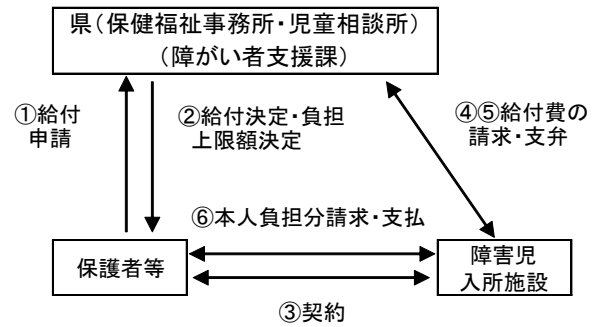 県（保健福祉事務所・児童相談所）
（障がい者支援課）
①給付
申請
②給付決定・負担
上限額決定
④⑤給付費の
請求・支弁
⑥本人負担分請求・支払
保護者等
障害児
入所施設
③契約